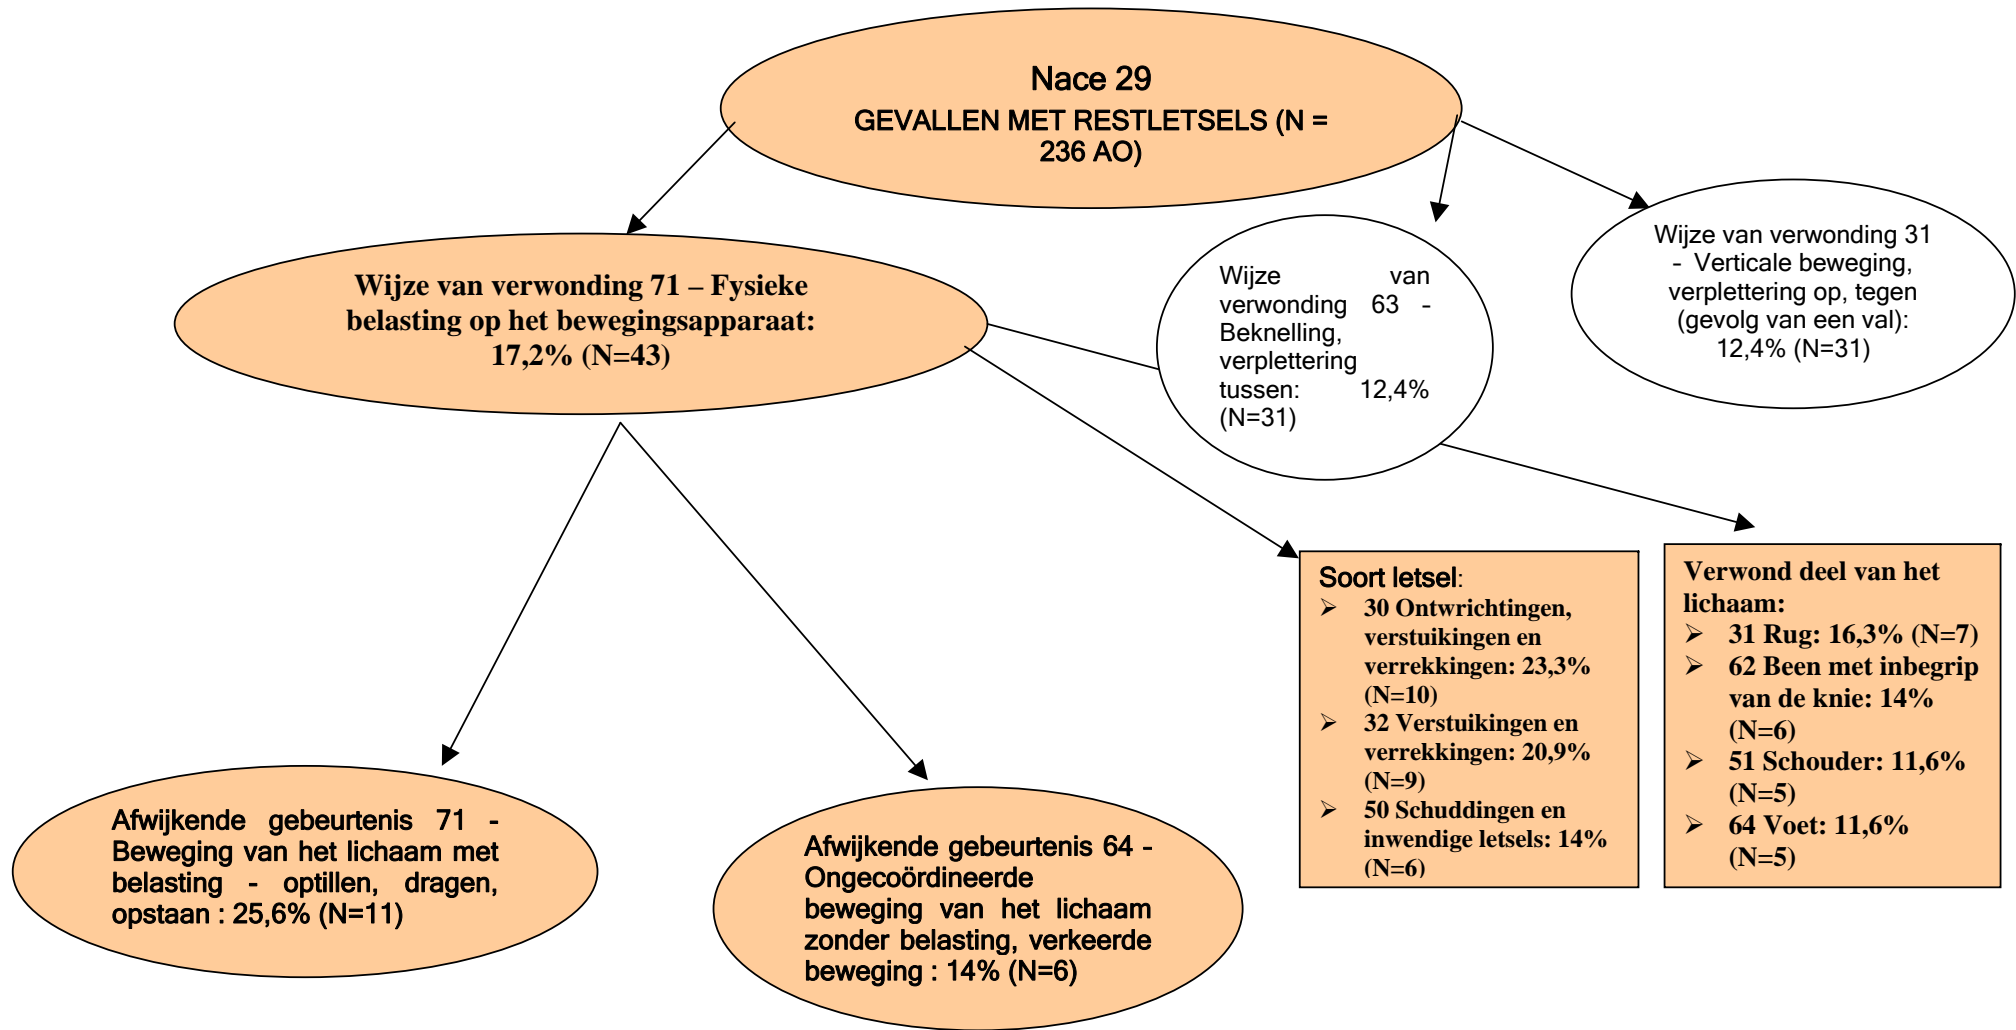 Nace 29
GEVALLEN MET RESTLETSELS (N =
236 AO)
Wijze van verwonding 71 – Fysieke
belasting op het bewegingsapparaat:
17,2% (N=43)
Wijze van
verwonding 63 -
Beknelling,
verplettering
tussen: 12,4%
(N=31)
Wijze van verwonding 31
- Verticale beweging,
verplettering op, tegen
(gevolg van een val):
12,4% (N=31)
Afwijkende gebeurtenis 71 -
Beweging van het lichaam met
belasting - optillen, dragen,
opstaan : 25,6% (N=11)
Afwijkende gebeurtenis 64 -
Ongecoördineerde
beweging van het lichaam
zonder belasting, verkeerde
beweging : 14% (N=6)
Soort letsel:
➢ 30 Ontwrichtingen,
verstuikingen en
verrekkingen: 23,3%
(N=10)
➢ 32 Verstuikingen en
verrekkingen: 20,9%
(N=9)
➢ 50 Schuddingen en
inwendige letsels: 14%
(N=6)
Verwond deel van het
lichaam:
➢ 31 Rug: 16,3% (N=7)
➢ 62 Been met inbegrip
van de knie: 14%
(N=6)
➢ 51 Schouder: 11,6%
(N=5)
➢ 64 Voet: 11,6%
(N=5)